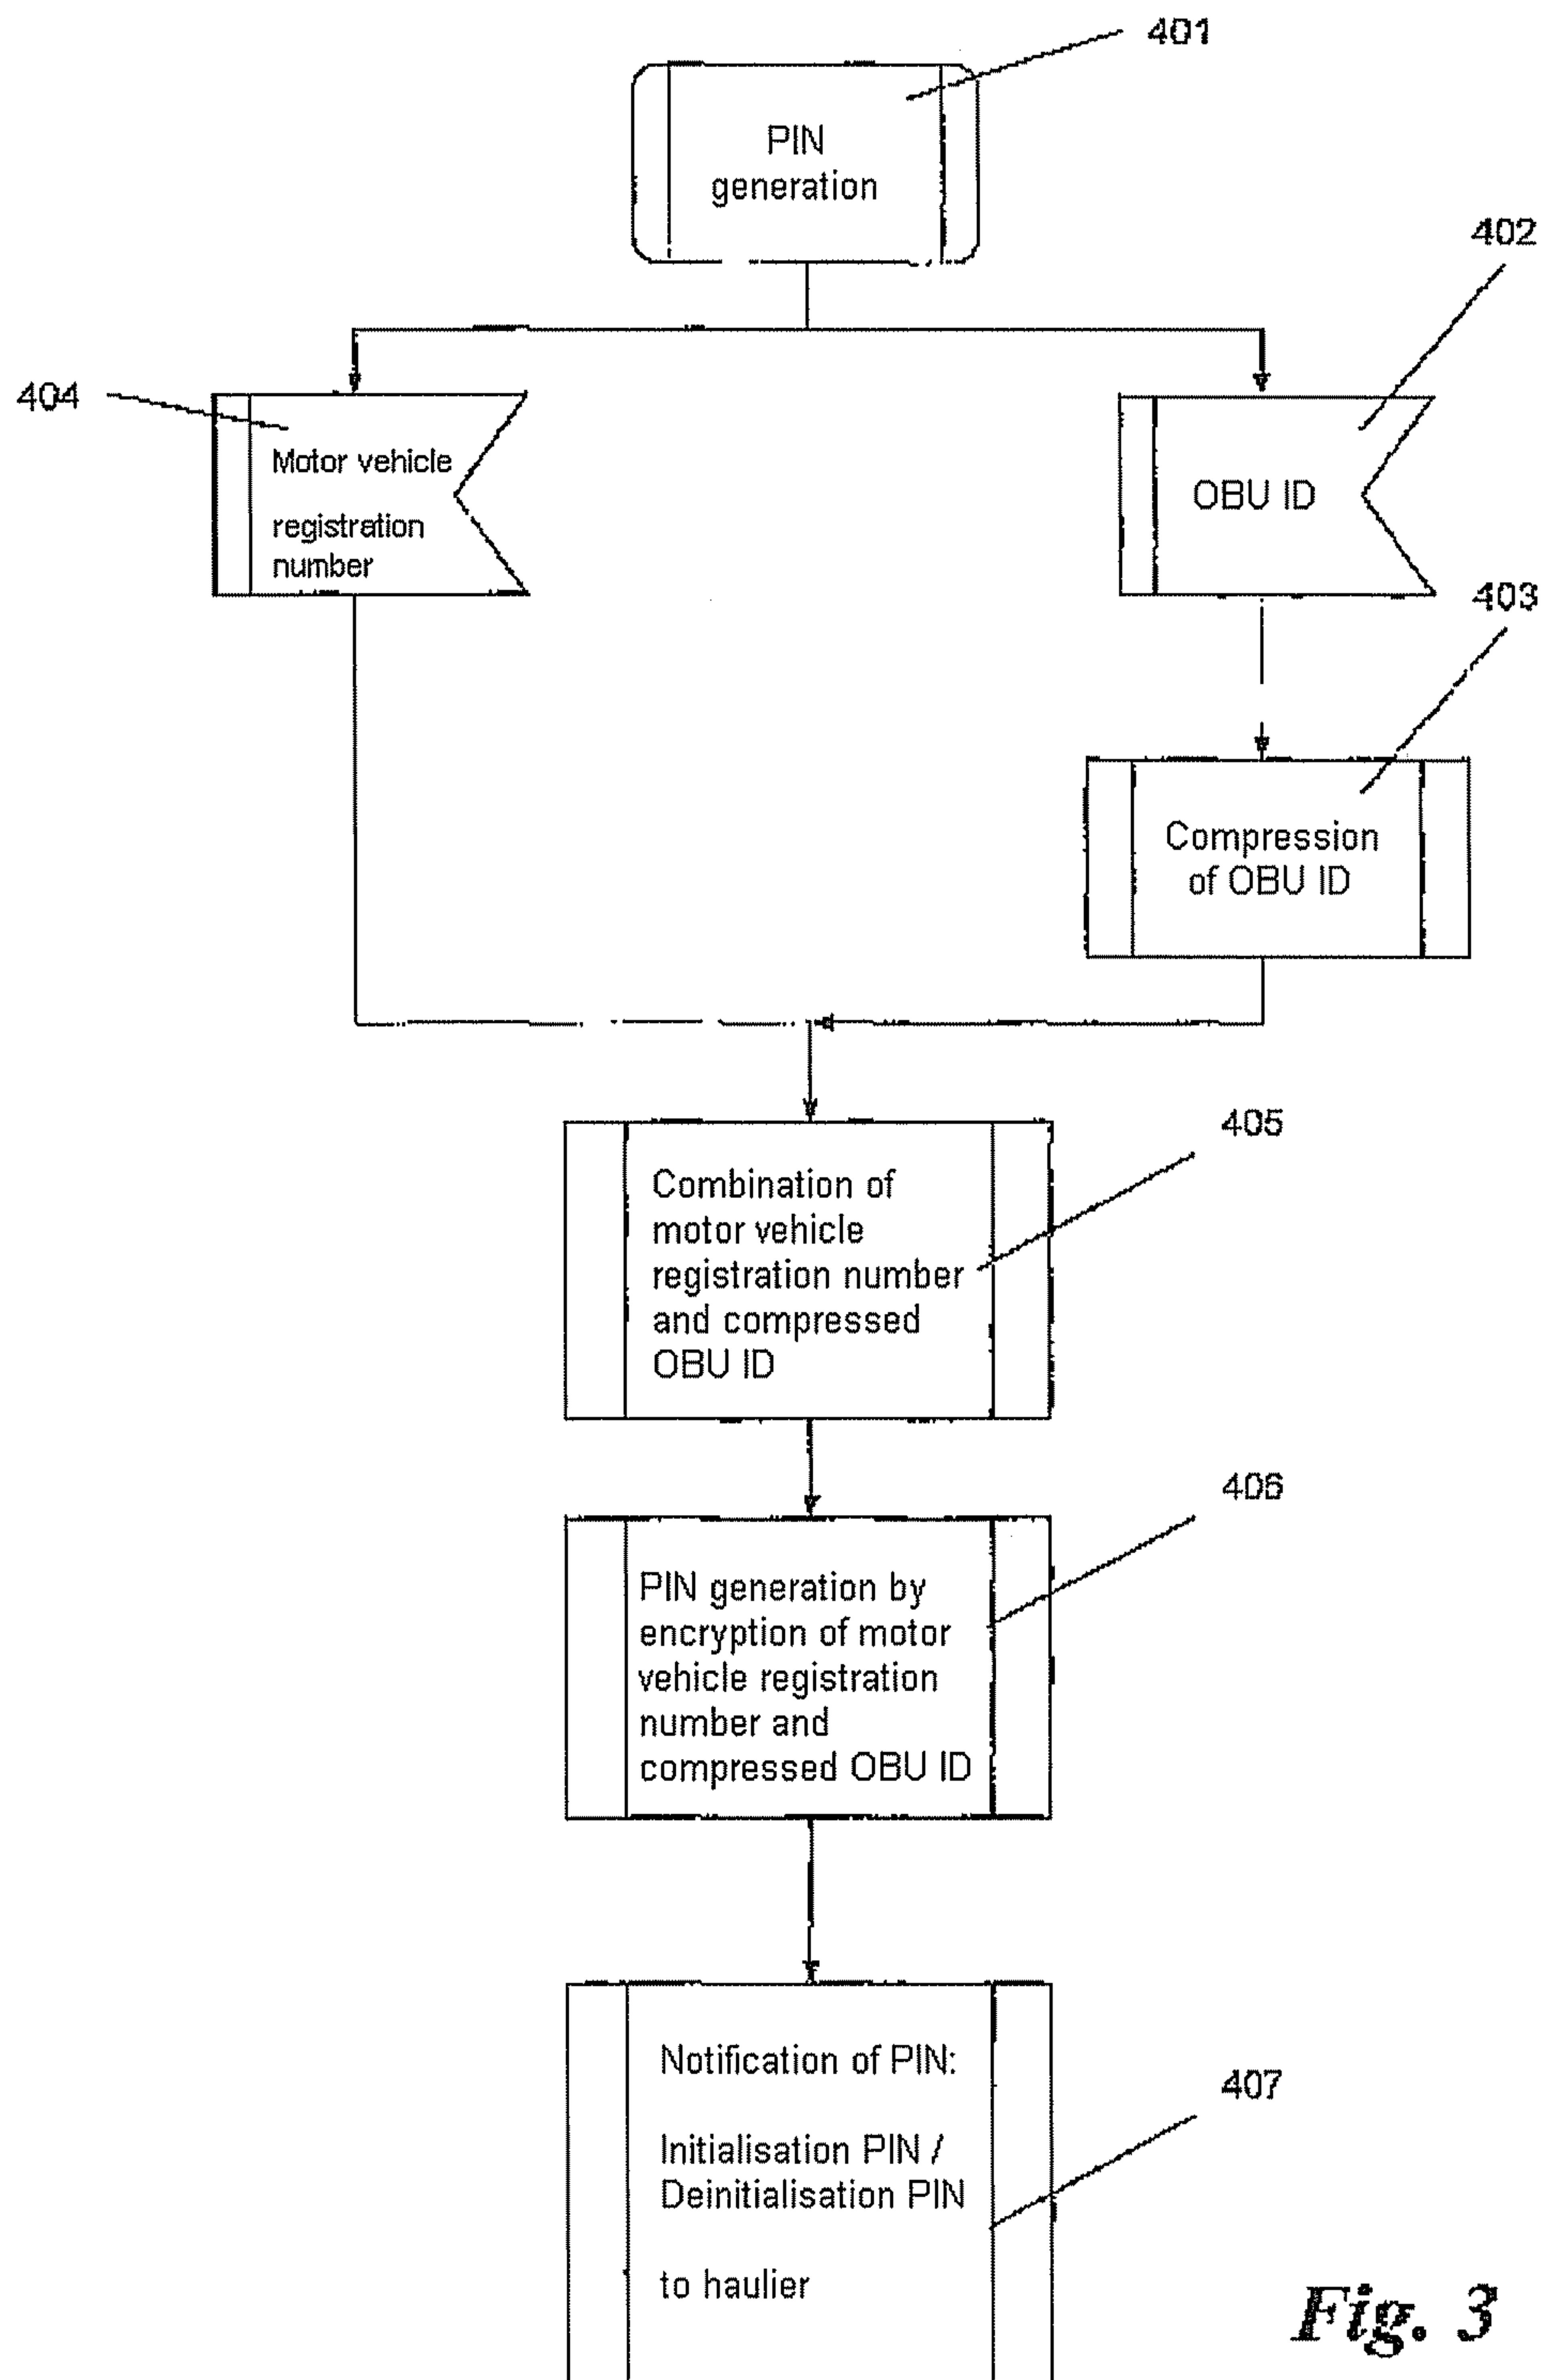 401
PIN
generation
402
404
Motor vehicle
registration
number
OBU ID
403
Compression
of OBU ID
405
Combination of
motor vehicle
registration number
and compressed
OBU ID
406
PIN generation by
encryption of motor
vehicle registration
number and
compressed OBU ID
407
Notification of PIN:
Initialisation PIN /
Deinitialisation PIN
to haulier
Fig. 3